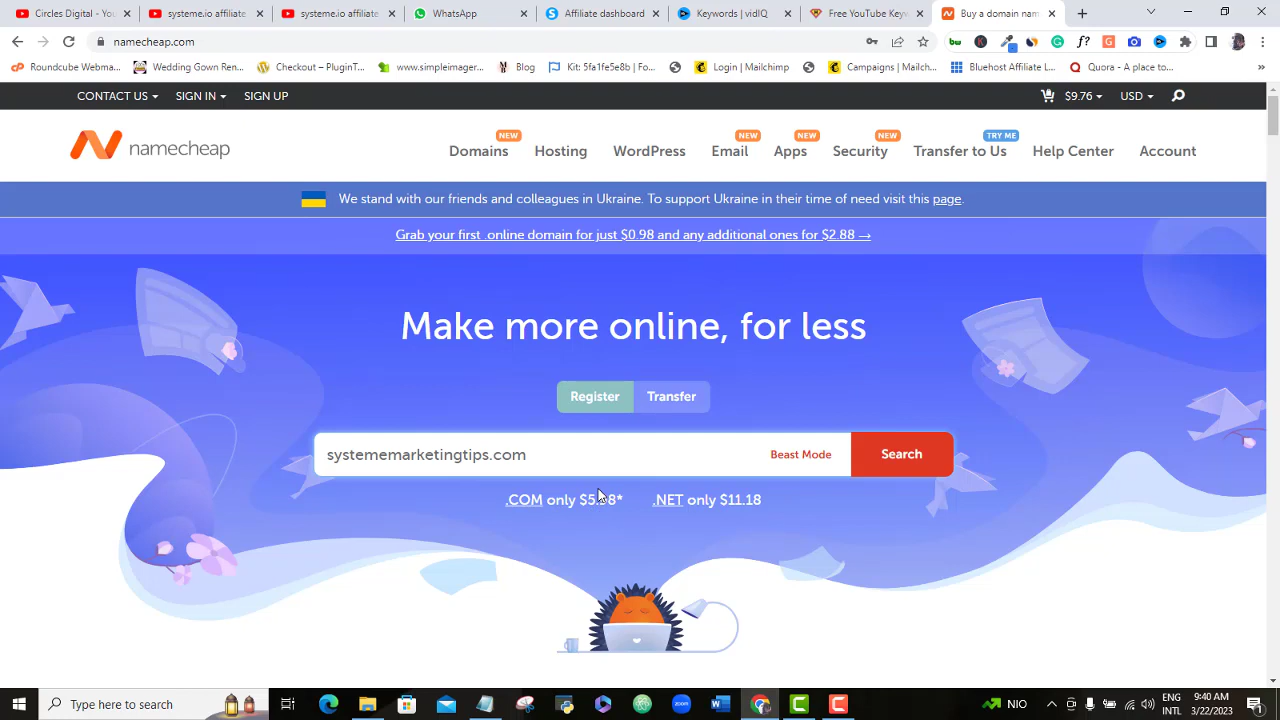 Circles Digital - You
systeme.io affiliate
systeme.io affiliate
WhatsApp
Affiliate dashboard
Keywords | vidIQ
Free YouTube Key
Buy a domain nam
namecheap.com
Roundcube Webma...
Wedding Gown Ren...
Checkout – PluginT...
www.simpleimager...
Blog
Kit: 5fa1fe5e8b | Fo...
Login | Mailchimp
Campaigns | Mailch...
Bluehost Affiliate L...
Quora - A place to...
CONTACT US
SIGN IN
SIGN UP
$9.76
USD
namecheap
NEW
NEW
NEW
NEW
TRY ME
Domains
Hosting
WordPress
Email
Apps
Security
Transfer to Us
Help Center
Account
We stand with our friends and colleagues in Ukraine. To support Ukraine in their time of need visit this page.
Grab your first .online domain for just $0.98 and any additional ones for $2.88 →
Make more online, for less
Register
Transfer
systememarketingtips.com
Beast Mode
Search
.COM only
.NET only $11.18
Type here to search
zoom
NIO
ENG
INTL
9:40 AM
3/22/2023